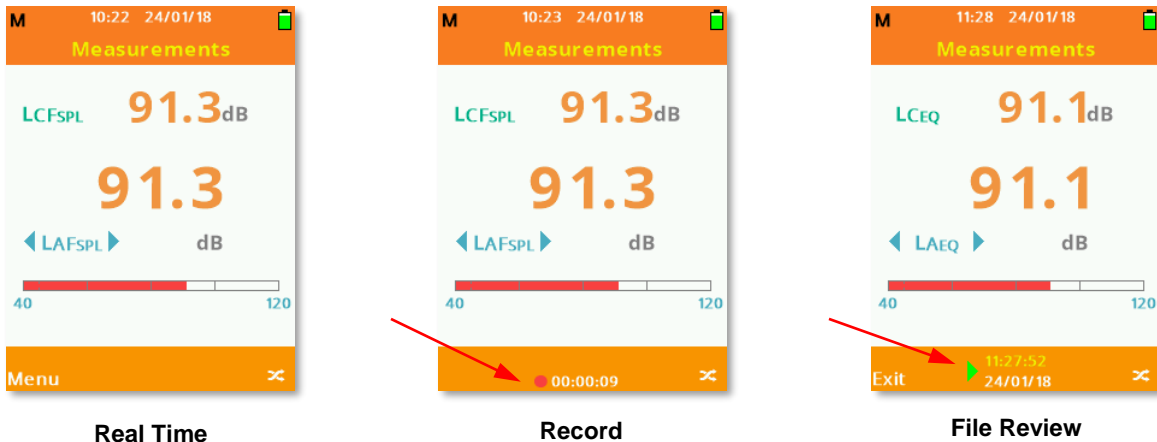 M 10:22 24/01/18
Measurements
LCFSPL 91.3dB
91.3
LAFSPL dB
40 120
Menu
Real Time
M 10:23 24/01/18
Measurements
LCFSPL 91.3dB
91.3
LAFSPL dB
40 120
00:00:09
Record
M 11:28 24/01/18
Measurements
LCEQ 91.1dB
91.1
LAEQ dB
40 120
11:27:52
Exit 24/01/18
File Review